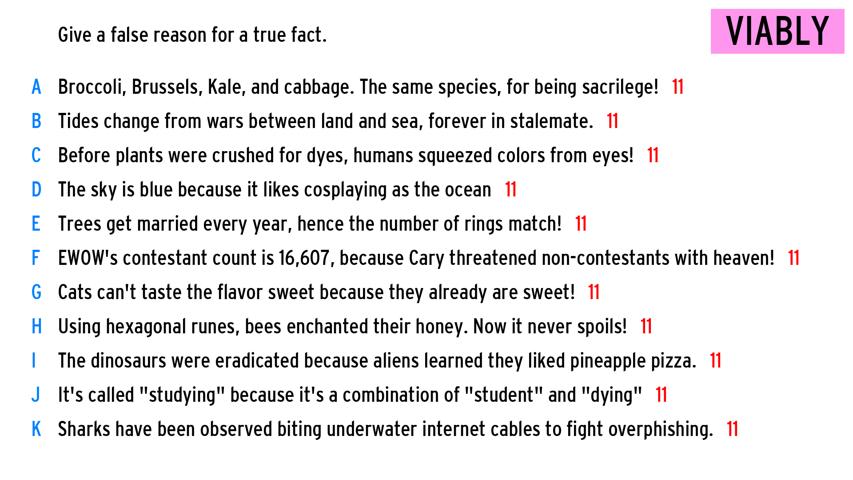 Give a false reason for a true fact.
VIABLY
A Broccoli, Brussels, Kale, and cabbage. The same species, for being sacrilege! 11
B Tides change from wars between land and sea, forever in stalemate. 11
C Before plants were crushed for dyes, humans squeezed colors from eyes! 11
D The sky is blue because it likes cosplaying as the ocean 11
E Trees get married every year, hence the number of rings match! 11
F EWOW's contestant count is 16,607, because Cary threatened non-contestants with heaven! 11
G Cats can't taste the flavor sweet because they already are sweet! 11
H Using hexagonal runes, bees enchanted their honey. Now it never spoils! 11
I The dinosaurs were eradicated because aliens learned they liked pineapple pizza. 11
J It's called "studying" because it's a combination of "student" and "dying" 11
K Sharks have been observed biting underwater internet cables to fight overphishing. 11